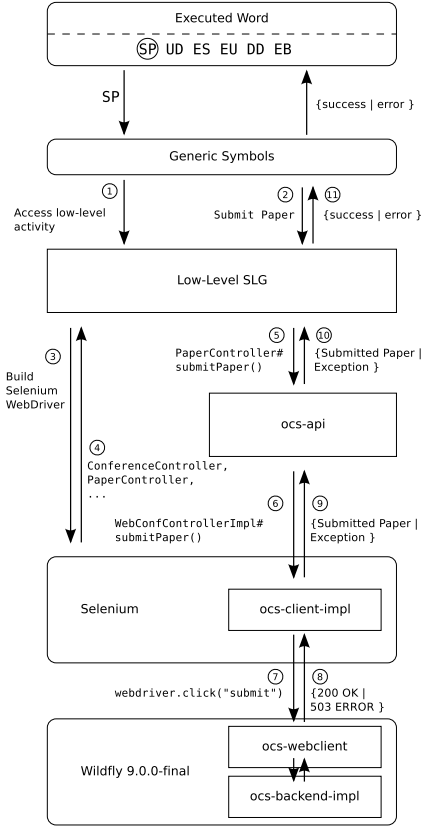 Executed Word
SP UD ES EU DD EB
SP
{success | error }
Generic Symbols
1
2
11
Access low-level
activity
Submit Paper
{success | error }
Low-Level SLG
3
Build
Selenium
WebDriver
5
10
PaperController#
submitPaper()
{Submitted Paper |
Exception }
ocs-api
4
ConferenceController,
PaperController,
...
6
9
WebConfControllerImpl#
submitPaper()
{Submitted Paper |
Exception }
Selenium
ocs-client-impl
7
8
webdriver.click("submit")
{200 OK |
503 ERROR }
ocs-webclient
Wildfly 9.0.0-final
ocs-backend-impl